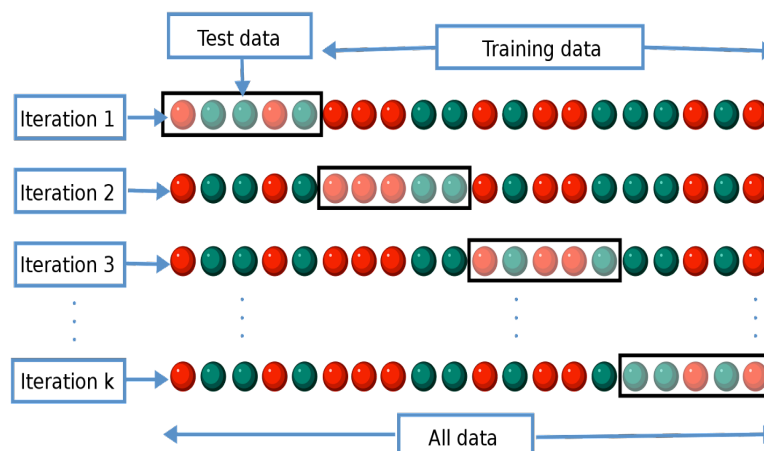 Test data
Training data
Iteration 1
Iteration 2
Iteration 3
Iteration k
All data